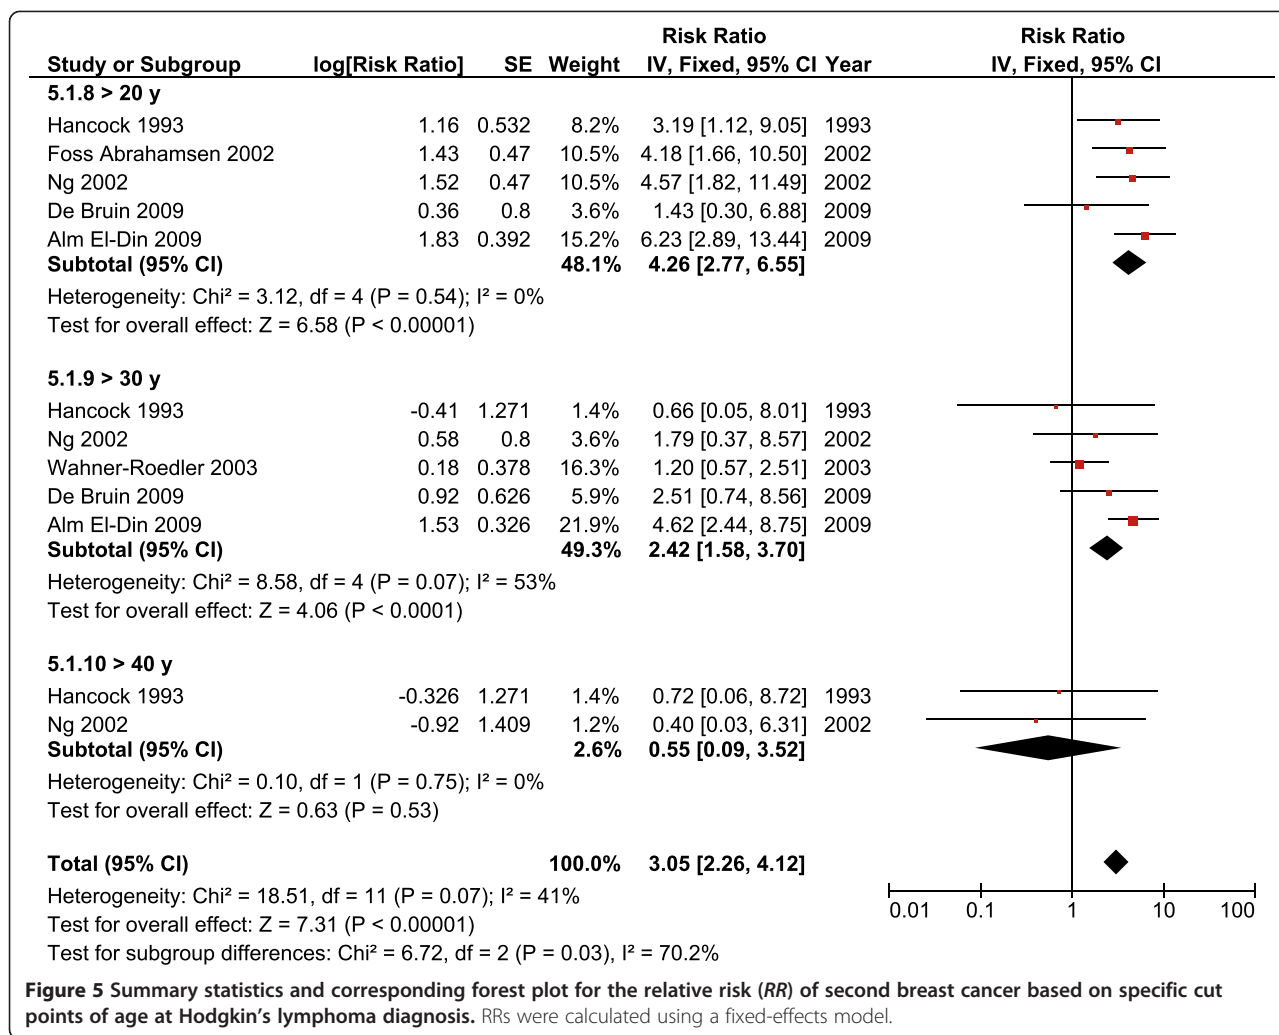 Risk Ratio Risk Ratio
Study or Subgroup log[Risk Ratio] SE Weight IV, Fixed, 95% CI Year IV, Fixed, 95% CI
5.1.8 > 20 y
Hancock 1993 1.16 0.532 8.2% 3.19 [1.12, 9.05] 1993
Foss Abrahamsen 2002 1.43 0.47 10.5% 4.18 [1.66, 10.50] 2002
Ng 2002 1.52 0.47 10.5% 4.57 [1.82, 11.49] 2002
De Bruin 2009 0.36 0.8 3.6% 1.43 [0.30, 6.88] 2009
Alm El-Din 2009 1.83 0.392 15.2% 6.23 [2.89, 13.44] 2009
Subtotal (95% CI) 48.1% 4.26 [2.77, 6.55]
Heterogeneity: Chi² = 3.12, df = 4 (P = 0.54); I² = 0%
Test for overall effect: Z = 6.58 (P < 0.00001)
5.1.9 > 30 y
Hancock 1993 -0.41 1.271 1.4% 0.66 [0.05, 8.01] 1993
Ng 2002 0.58 0.8 3.6% 1.79 [0.37, 8.57] 2002
Wahner-Roedler 2003 0.18 0.378 16.3% 1.20 [0.57, 2.51] 2003
De Bruin 2009 0.92 0.626 5.9% 2.51 [0.74, 8.56] 2009
Alm El-Din 2009 1.53 0.326 21.9% 4.62 [2.44, 8.75] 2009
Subtotal (95% CI) 49.3% 2.42 [1.58, 3.70]
Heterogeneity: Chi² = 8.58, df = 4 (P = 0.07); I² = 53%
Test for overall effect: Z = 4.06 (P < 0.0001)
5.1.10 > 40 y
Hancock 1993 -0.326 1.271 1.4% 0.72 [0.06, 8.72] 1993
Ng 2002 -0.92 1.409 1.2% 0.40 [0.03, 6.31] 2002
Subtotal (95% CI) 2.6% 0.55 [0.09, 3.52]
Heterogeneity: Chi² = 0.10, df = 1 (P = 0.75); I² = 0%
Test for overall effect: Z = 0.63 (P = 0.53)
Total (95% CI) 100.0% 3.05 [2.26, 4.12]
Heterogeneity: Chi² = 18.51, df = 11 (P = 0.07); I² = 41%
0.01 0.1 1 10 100
Test for overall effect: Z = 7.31 (P < 0.00001)
Test for subgroup differences: Chi² = 6.72, df = 2 (P = 0.03), I² = 70.2%
Figure 5 Summary statistics and corresponding forest plot for the relative risk (RR) of second breast cancer based on specific cut
points of age at Hodgkin's lymphoma diagnosis. RRs were calculated using a fixed-effects model.